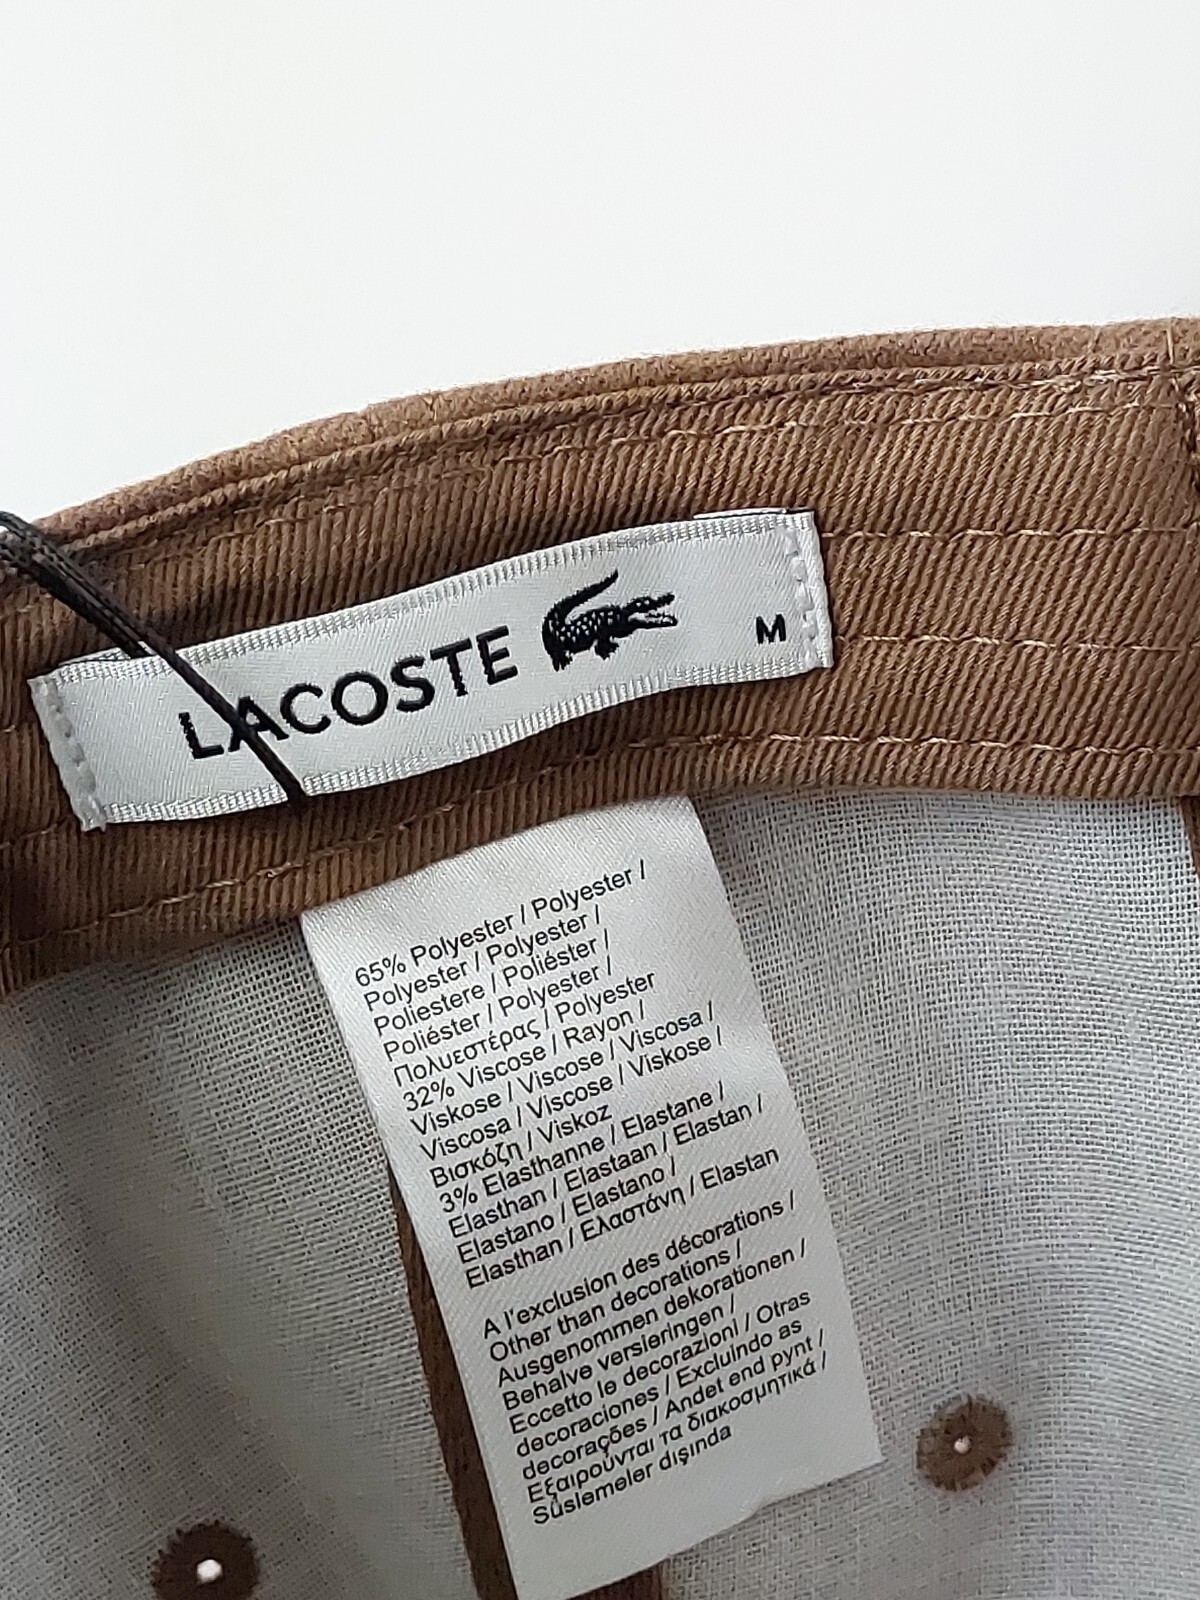 LACOSTE
M
65% Polyester / Polyester /
Polyester / Polyester /
Poliestere / Poliéster /
Poliéster / Polyester /
Πολυεστέρας / Polyester
32% Viscose / Rayon /
Viskose / Viscose / Viscosa /
Viscosa / Viscose / Viskose /
Βισκόζη / Viskoz
3% Elasthanne / Elastane /
Elasthan / Elastaan / Elastan /
Elastano / Elastano /
Elasthan / Ελαστάνη / Elastan
A l'exclusion des décorations /
Other than decorations /
Ausgenommen dekorationen /
Behalve versieringen /
Eccetto le decorazioni / Otras
decoraciones / Excluindo as
decorações / Andet end pynt /
Εξαιρούνται τα διακοσμητικά /
Süslemeler dışında